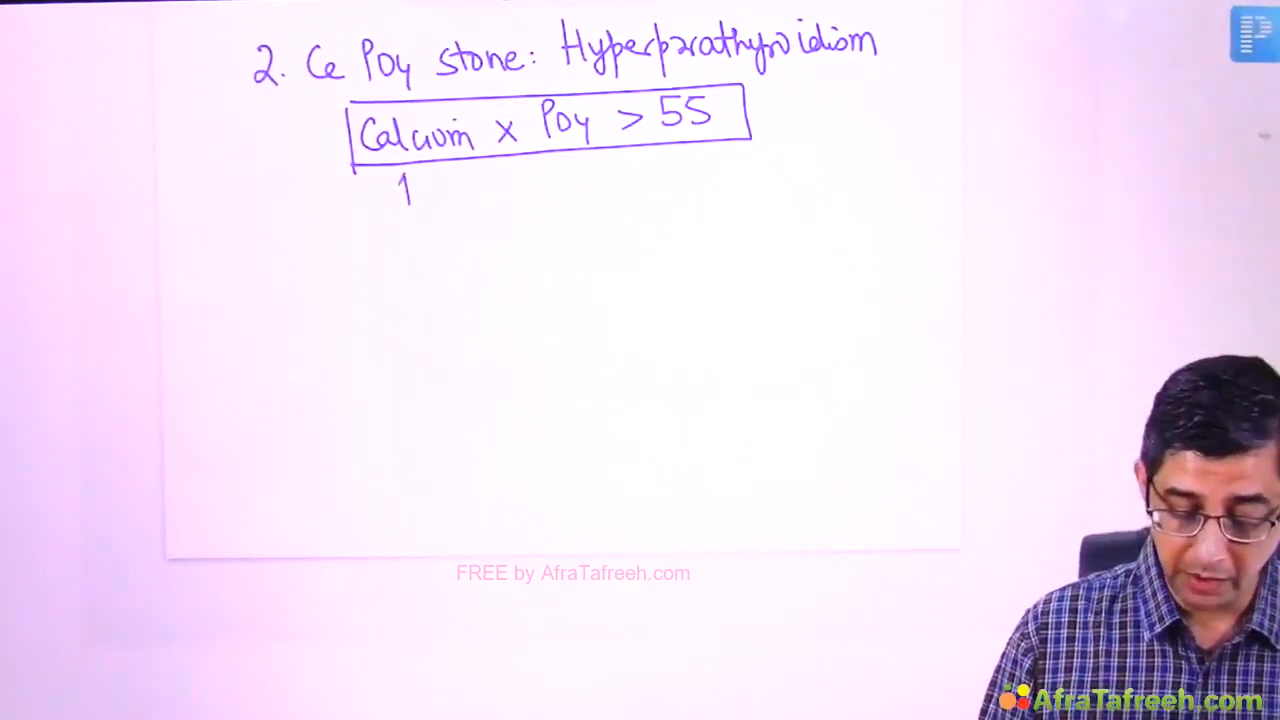 2. Ca PO4 stone: Hyperparathyroidism
Calcium x PO4 > 55
1
FREE by AfraTafreeh.com
AfraTafreeh.com